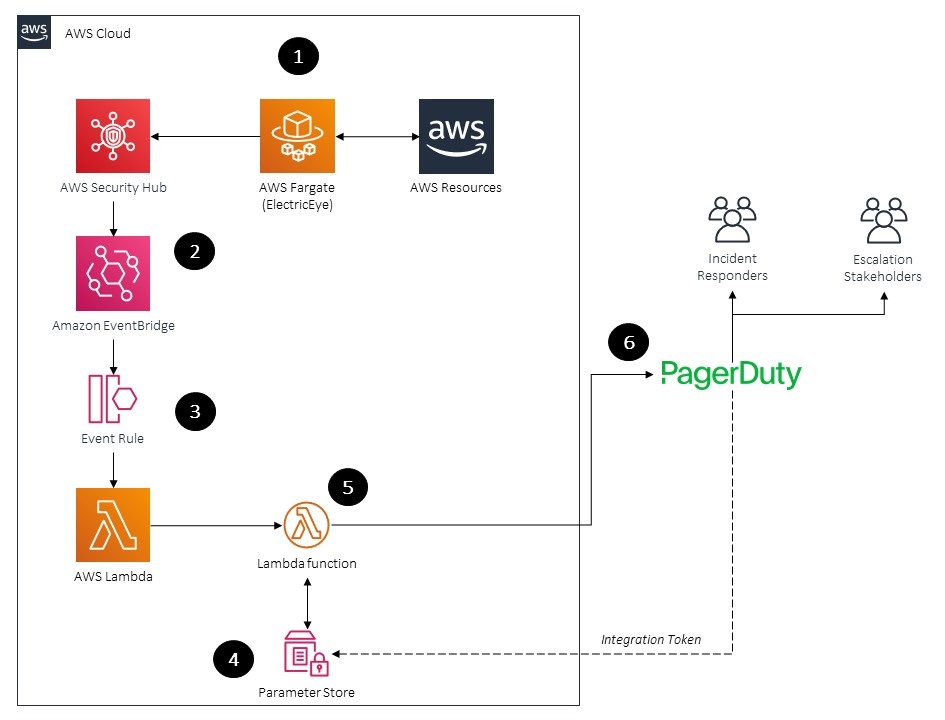 aws
AWS Cloud
1
aws
AWS Security Hub
AWS Fargate
(ElectricEye)
AWS Resources
2
Amazon EventBridge
Incident
Responders
Escalation
Stakeholders
6
PagerDuty
3
Event Rule
5
AWS Lambda
Lambda function
4
Integration Token
Parameter Store